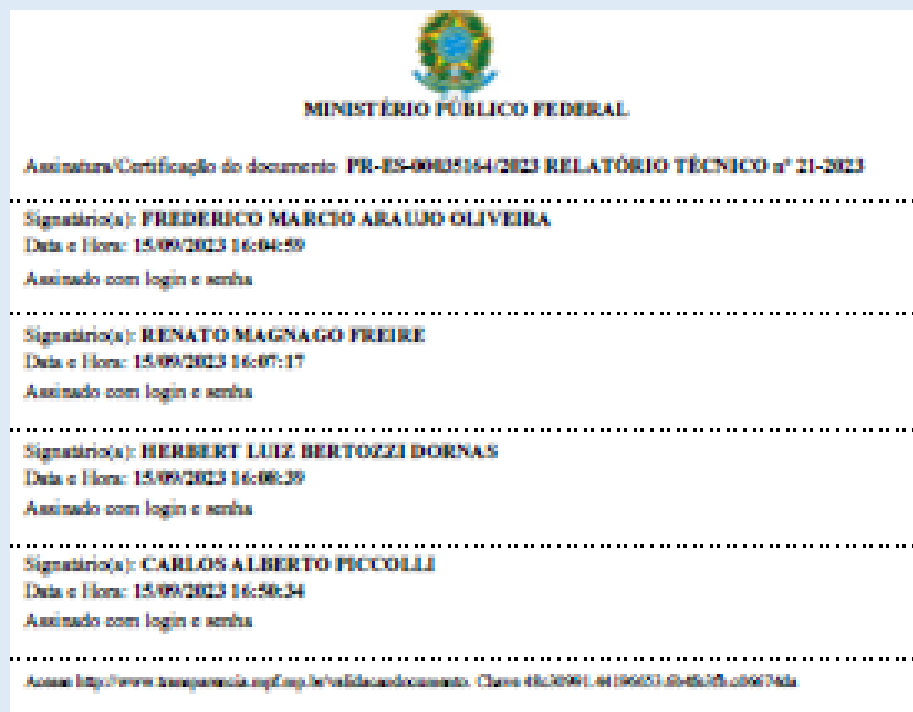 MINISTÉRIO PÚBLICO FEDERAL
Assinatura/Certificação do documento PR-ES-00035164/2023 RELATÓRIO TÉCNICO nº 21-2023
Signatário(a): FREDERICO MARCIO ARAUJO OLIVEIRA
Data e Hora: 15/09/2023 16:04:59
Assinado com login e senha
Signatário(a): RENATO MAGNAGO FREIRE
Data e Hora: 15/09/2023 16:07:17
Assinado com login e senha
Signatário(a): HERBERT LUIZ BERTOZZI DORNAS
Data e Hora: 15/09/2023 16:08:39
Assinado com login e senha
Signatário(a): CARLOS ALBERTO PICCOLLI
Data e Hora: 15/09/2023 16:50:34
Assinado com login e senha
Acesse http://www.transparencia.mpf.mp.br/validacaodocumento. Chave